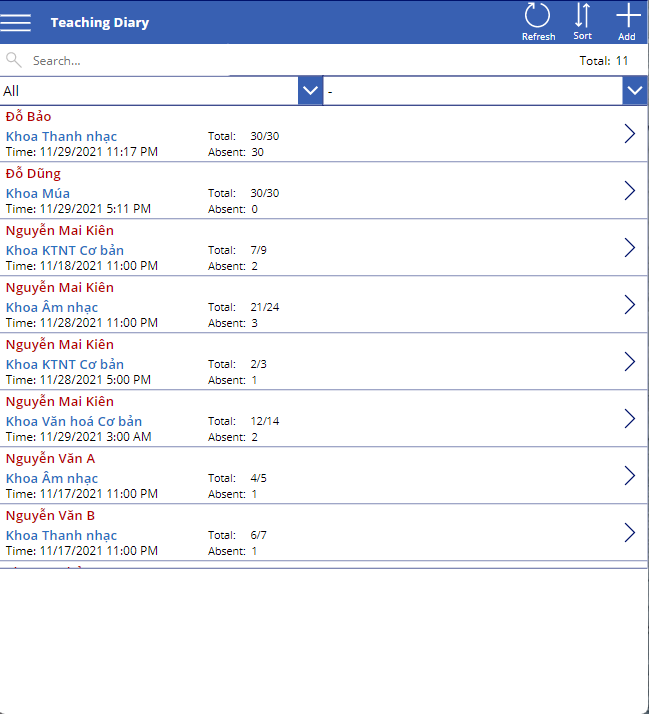 Teaching Diary
Refresh
Sort
Add
Search...
Total: 11
All
-
Đỗ Bảo
Khoa Thanh nhạc
Total: 30/30
Time: 11/29/2021 11:17 PM
Absent: 30
Đỗ Dũng
Khoa Múa
Total: 30/30
Time: 11/29/2021 5:11 PM
Absent: 0
Nguyễn Mai Kiên
Khoa KTNT Cơ bản
Total: 7/9
Time: 11/18/2021 11:00 PM
Absent: 2
Nguyễn Mai Kiên
Khoa Âm nhạc
Total: 21/24
Time: 11/28/2021 11:00 PM
Absent: 3
Nguyễn Mai Kiên
Khoa KTNT Cơ bản
Total: 2/3
Time: 11/28/2021 5:00 PM
Absent: 1
Nguyễn Mai Kiên
Khoa Văn hoá Cơ bản
Total: 12/14
Time: 11/29/2021 3:00 AM
Absent: 2
Nguyễn Văn A
Khoa Âm nhạc
Total: 4/5
Time: 11/17/2021 11:00 PM
Absent: 1
Nguyễn Văn B
Khoa Thanh nhạc
Total: 6/7
Time: 11/17/2021 11:00 PM
Absent: 1